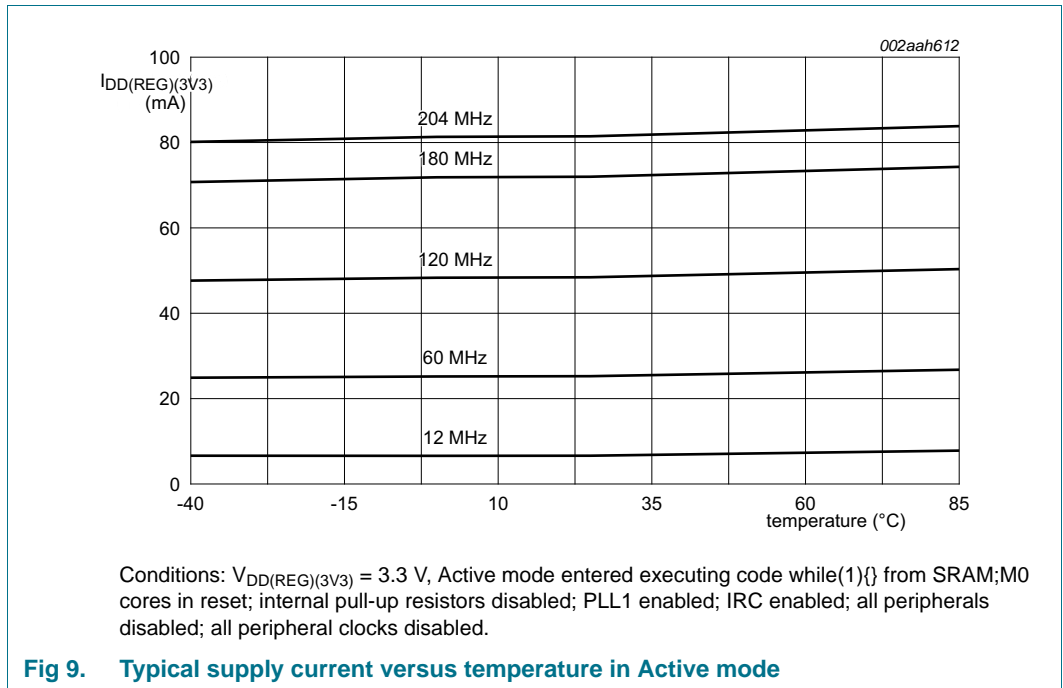 002aah612
100
IDD(REG)(3V3)
(mA)
204 MHz
80
180 MHz
60
120 MHz
40
60 MHz
20
12 MHz
0
-40 -15 10 35 60 85
temperature (°C)
Conditions: VDD(REG)(3V3) = 3.3 V, Active mode entered executing code while(1){} from SRAM;M0
cores in reset; internal pull-up resistors disabled; PLL1 enabled; IRC enabled; all peripherals
disabled; all peripheral clocks disabled.
Fig 9. Typical supply current versus temperature in Active mode